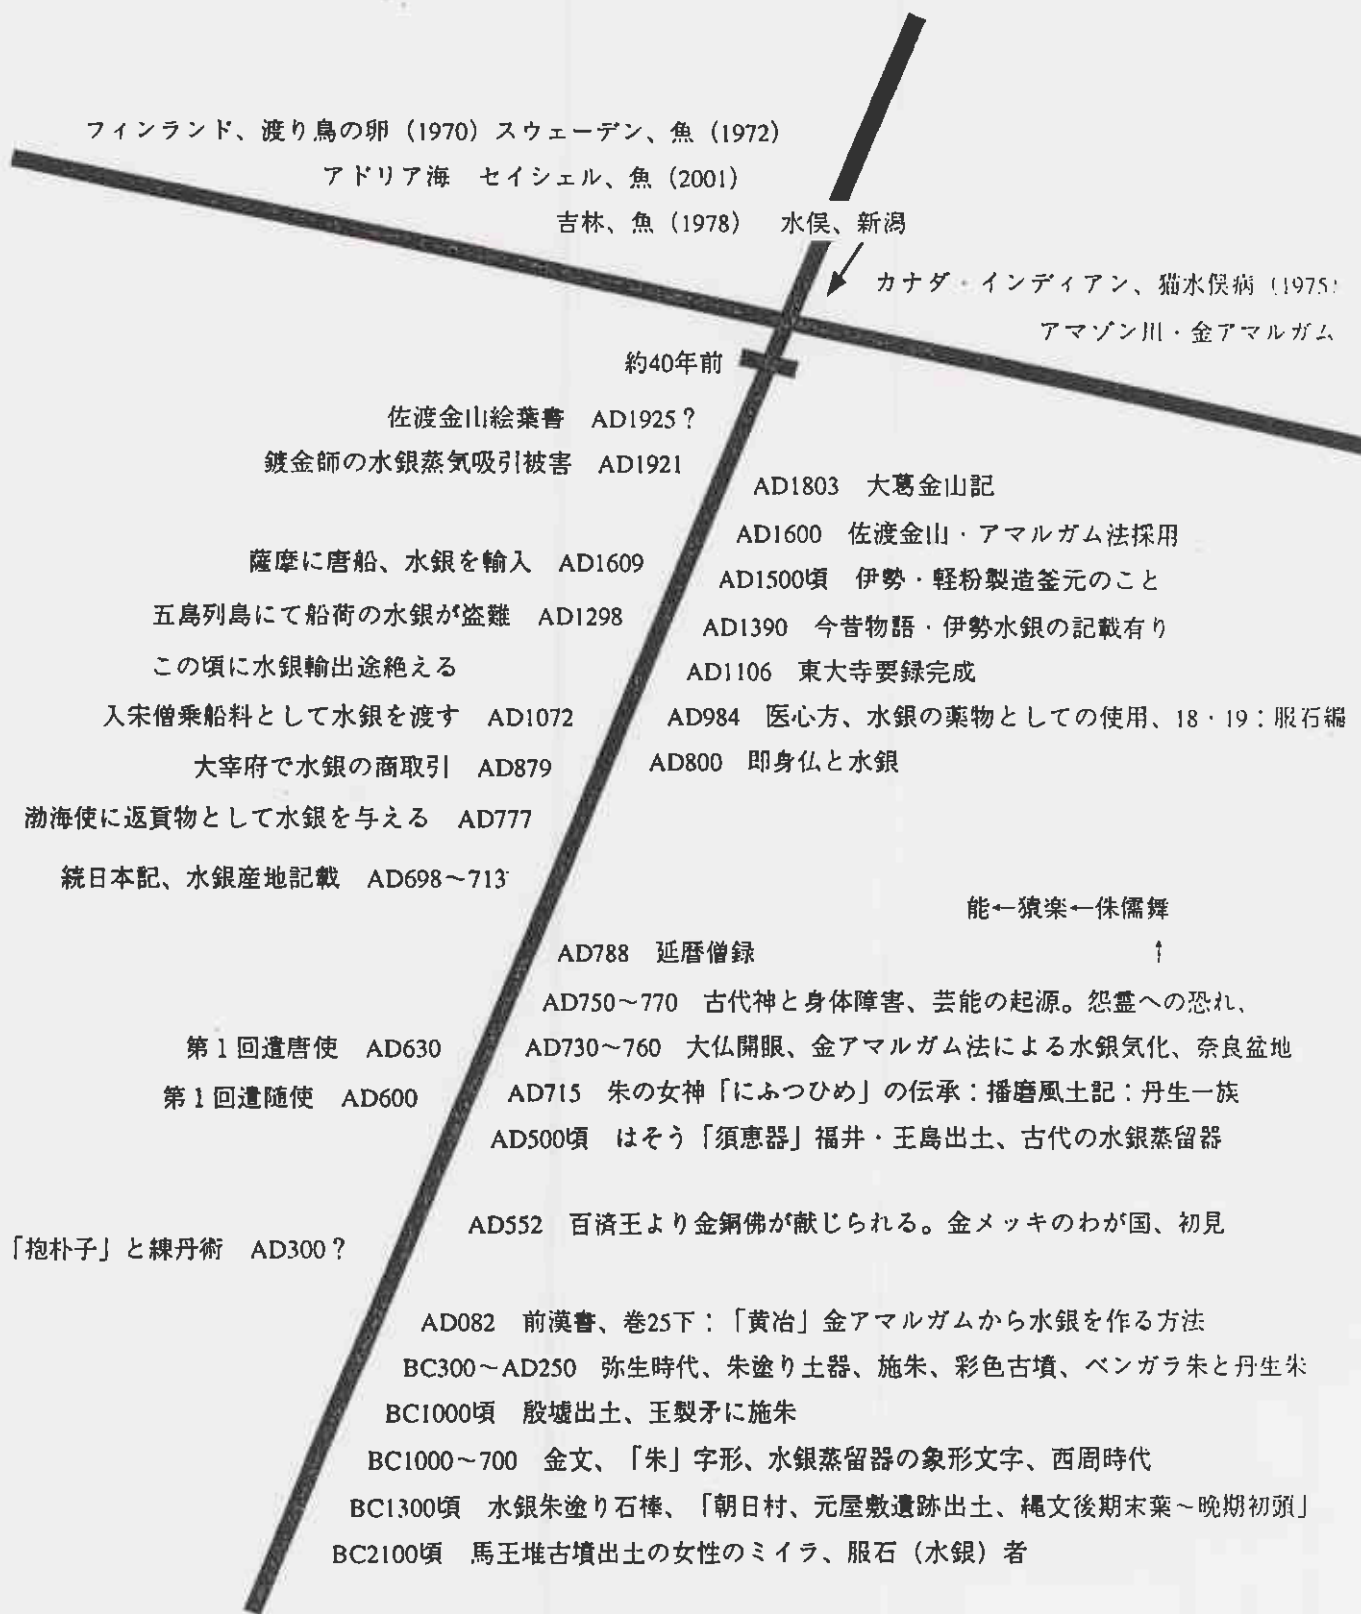 フィンランド、渡り鳥の卵（1970）スウェーデン、魚（1972）
アドリア海　セイシェル、魚（2001）
吉林、魚（1978）　水俣、新潟
カナダ・インディアン、猫水俣病（1975）
アマゾン川・金アマルガム
約40年前
佐渡金山絵葉書　AD1925？
鍍金師の水銀蒸気吸引被害　AD1921
AD1803　大葛金山記
AD1600　佐渡金山・アマルガム法採用
薩摩に唐船、水銀を輸入　AD1609
AD1500頃　伊勢・軽粉製造釜元のこと
五島列島にて船荷の水銀が盗難　AD1298
AD1390　今昔物語・伊勢水銀の記載有り
この頃に水銀輸出途絶える
AD1106　東大寺要録完成
入宋僧乗船料として水銀を渡す　AD1072
AD984　医心方、水銀の薬物としての使用、18・19：服石編
大宰府で水銀の商取引　AD879
AD800　即身仏と水銀
渤海使に返貢物として水銀を与える　AD777
続日本記、水銀産地記載　AD698～713
能←猿楽←侏儒舞
↑
AD788　延暦僧録
AD750～770　古代神と身体障害、芸能の起源。怨霊への恐れ、
第1回遣唐使　AD630
AD730～760　大仏開眼、金アマルガム法による水銀気化、奈良盆地
第1回遣随使　AD600
AD715　朱の女神「にふつひめ」の伝承：播磨風土記：丹生一族
AD500頃　はそう「須恵器」福井・王島出土、古代の水銀蒸留器
AD552　百済王より金銅佛が献じられる。金メッキのわが国、初見
「抱朴子」と練丹術　AD300？
AD082　前漢書、巻25下：「黄冶」金アマルガムから水銀を作る方法
BC300～AD250　弥生時代、朱塗り土器、施朱、彩色古墳、ベンガラ朱と丹生朱
BC1000頃　殷墟出土、玉製矛に施朱
BC1000～700　金文、「朱」字形、水銀蒸留器の象形文字、西周時代
BC1300頃　水銀朱塗り石棒、「朝日村、元屋敷遺跡出土、縄文後期末葉～晩期初頭」
BC2100頃　馬王堆古墳出土の女性のミイラ、服石（水銀）者